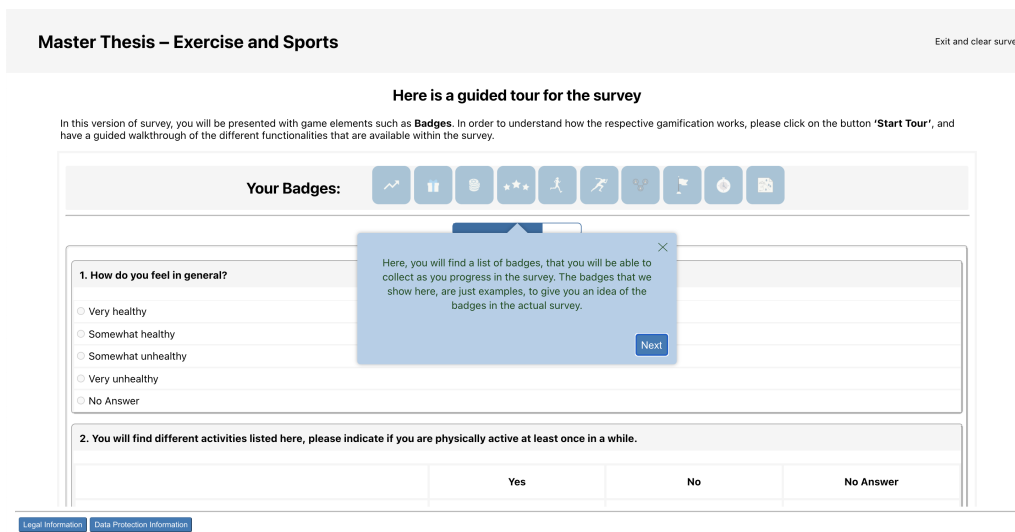 Master Thesis – Exercise and Sports
Exit and clear surve
Here is a guided tour for the survey
In this version of survey, you will be presented with game elements such as Badges. In order to understand how the respective gamification works, please click on the button ‘Start Tour’, and
have a guided walkthrough of the different functionalities that are available within the survey.
Your Badges:
Here, you will find a list of badges, that you will be able to
collect as you progress in the survey. The badges that we
show here, are just examples, to give you an idea of the
badges in the actual survey.
Next
1. How do you feel in general?
Very healthy
Somewhat healthy
Somewhat unhealthy
Very unhealthy
No Answer
2. You will find different activities listed here, please indicate if you are physically active at least once in a while.
Yes No No Answer
Legal Information Data Protection Information